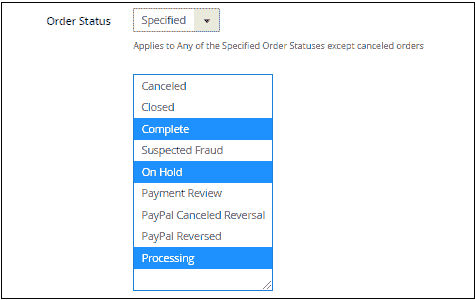 Order Status Specified
Applies to Any of the Specified Order Statuses except canceled orders
Canceled
Closed
Complete
Suspected Fraud
On Hold
Payment Review
PayPal Canceled Reversal
PayPal Reversed
Processing